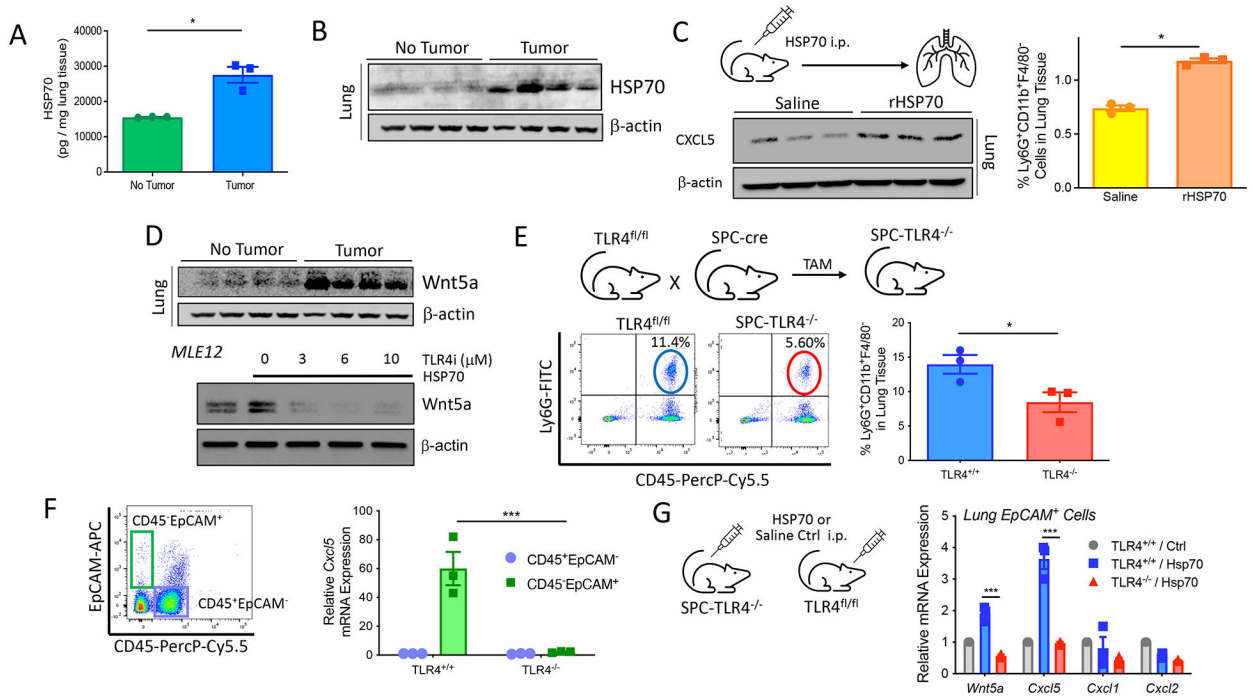 A
HSP70
(pg / mg lung tissue)
40000
30000
20000
10000
0
*
No Tumor
Tumor
B
No Tumor
Tumor
Lung
HSP70
β-actin
C
HSP70 i.p.
Saline
rHSP70
CXCL5
β-actin
Lung
% Ly6G+CD11b+F4/80-
Cells in Lung Tissue
1.0
0.5
0.0
*
Saline
rHSP70
D
No Tumor
Tumor
Lung
Wnt5a
β-actin
MLE12
0 3 6 10 TLR4i (μM)
HSP70
Wnt5a
β-actin
E
TLR4fl/fl
SPC-cre
SPC-TLR4-/-
X
TAM
TLR4fl/fl
SPC-TLR4-/-
11.4%
5.60%
Ly6G-FITC
CD45-PercP-Cy5.5
% Ly6G+CD11b+F4/80-
in Lung Tissue
20
15
10
5
0
*
TLR4+/+
TLR4-/-
F
CD45-EpCAM+
CD45+EpCAM-
EpCAM-APC
CD45-PercP-Cy5.5
Relative Cxcl5
mRNA Expression
100
80
60
40
20
0
***
CD45+EpCAM-
CD45-EpCAM+
TLR4+/+
TLR4-/-
G
HSP70 or
Saline Ctrl i.p.
SPC-TLR4-/-
TLR4fl/fl
Lung EpCAM+ Cells
Relative mRNA Expression
5
4
3
2
1
0
***
***
TLR4+/+ / Ctrl
TLR4+/+ / Hsp70
TLR4-/- / Hsp70
Wnt5a
Cxcl5
Cxcl1
Cxcl2